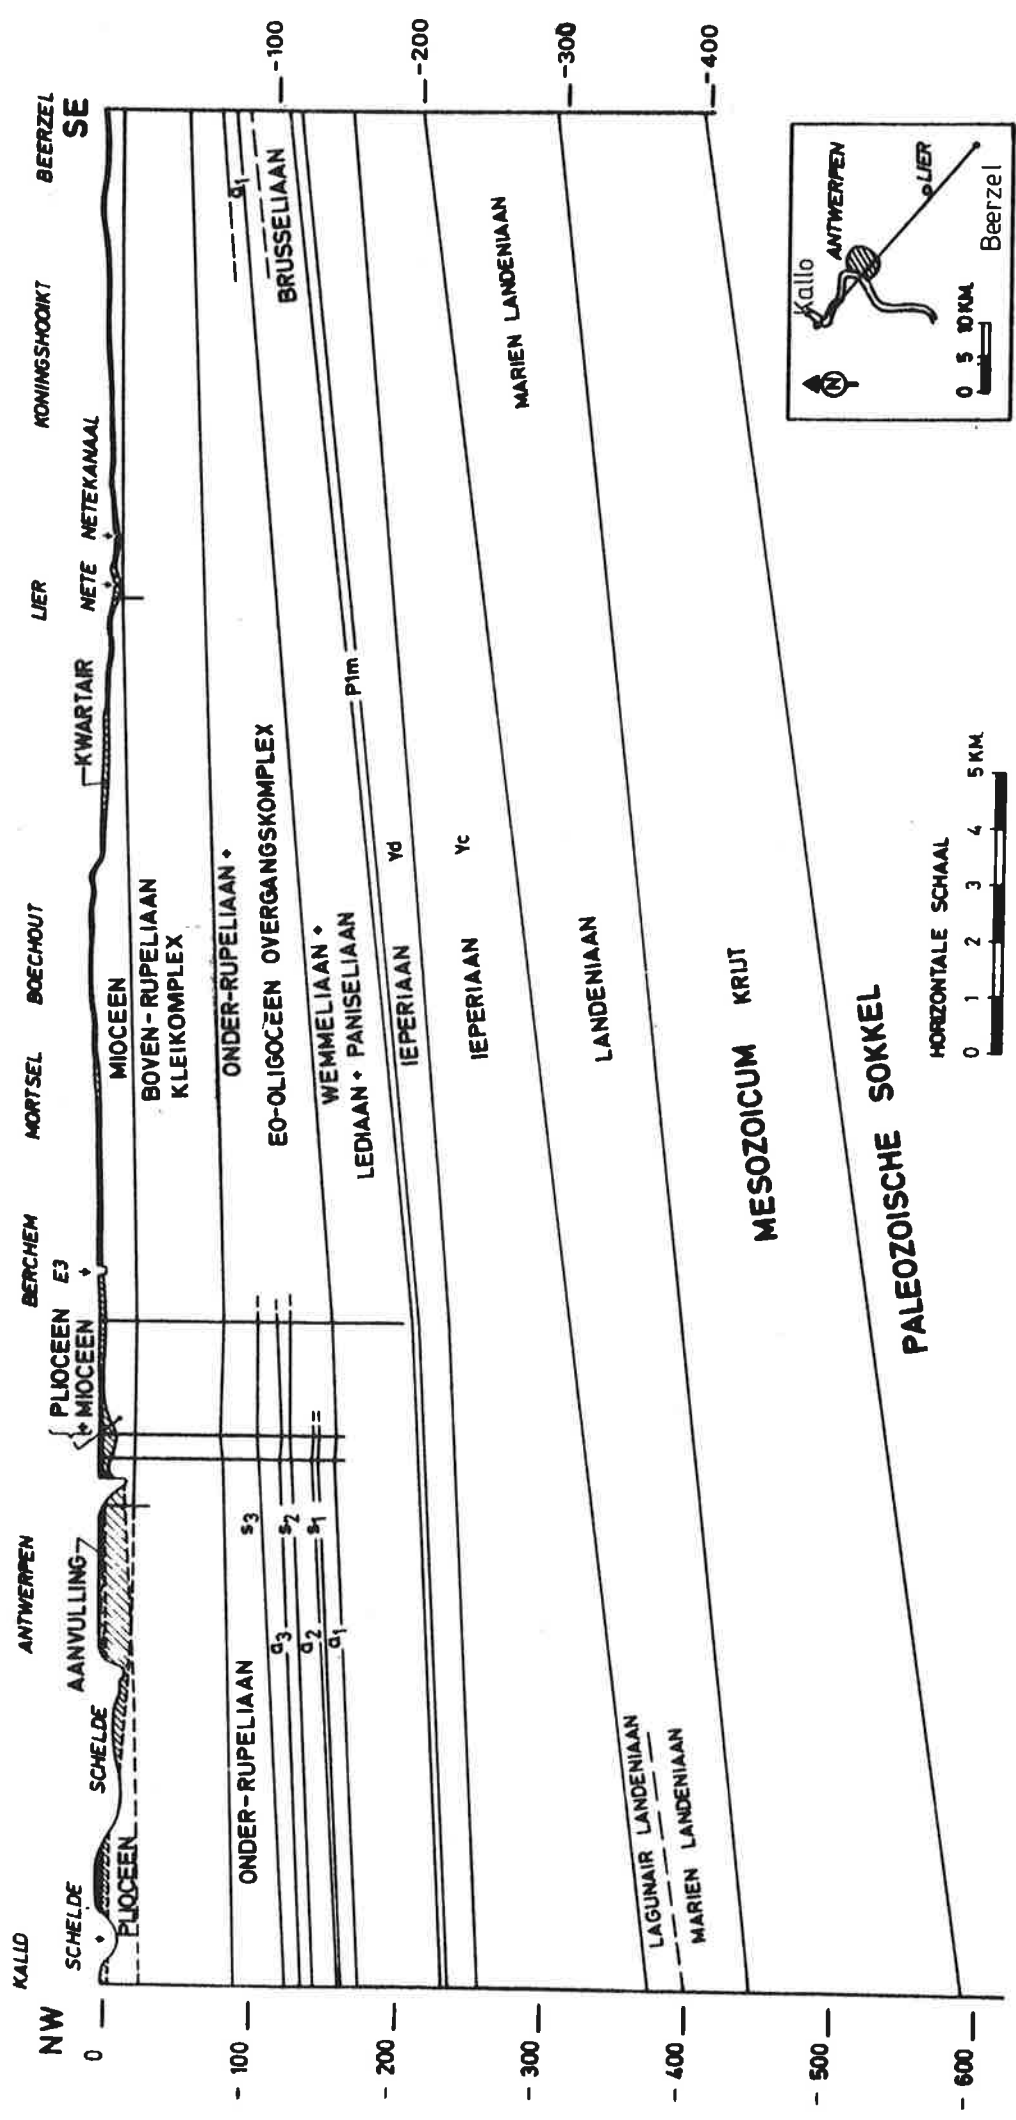 KALLO
SCHELDE
SCHELDE
ANTWERPEN
AANVULLING
PLIOCEEN
+ MIOCEEN
BERCHEM
E3
MORTSEL
BOECHOUT
KWARTAIR
LIER
NETE
NETEKANAAL
KONINGSHOOIKT
BEERZEL
NW
SE
0
- 100
- 200
- 300
- 400
- 500
- 600
-100
-200
-300
-400
PLIOCEEN
MIOCEEN
BOVEN-RUPELIAAN
KLEIKOMPLEX
ONDER-RUPELIAAN
ONDER-RUPELIAAN +
EO-OLIGOCEEN OVERGANGSKOMPLEX
s3
a3
s2
a2
s1
a1
a1
WEMMELIAAN +
LEDIAAN + PANISELIAAN
BRUSSELIAAN
P1m
IEPERIAAN
Yd
IEPERIAAN
Yc
LANDENIAAN
MARIEN LANDENIAAN
LAGUNAIR LANDENIAAN
MARIEN LANDENIAAN
MESOZOICUM KRIJT
PALEOZOISCHE SOKKEL
HORIZONTALE SCHAAL
0 1 2 3 4 5 KM.
Kallo
ANTWERPEN
LIER
Beerzel
N
0 5 10 KM.